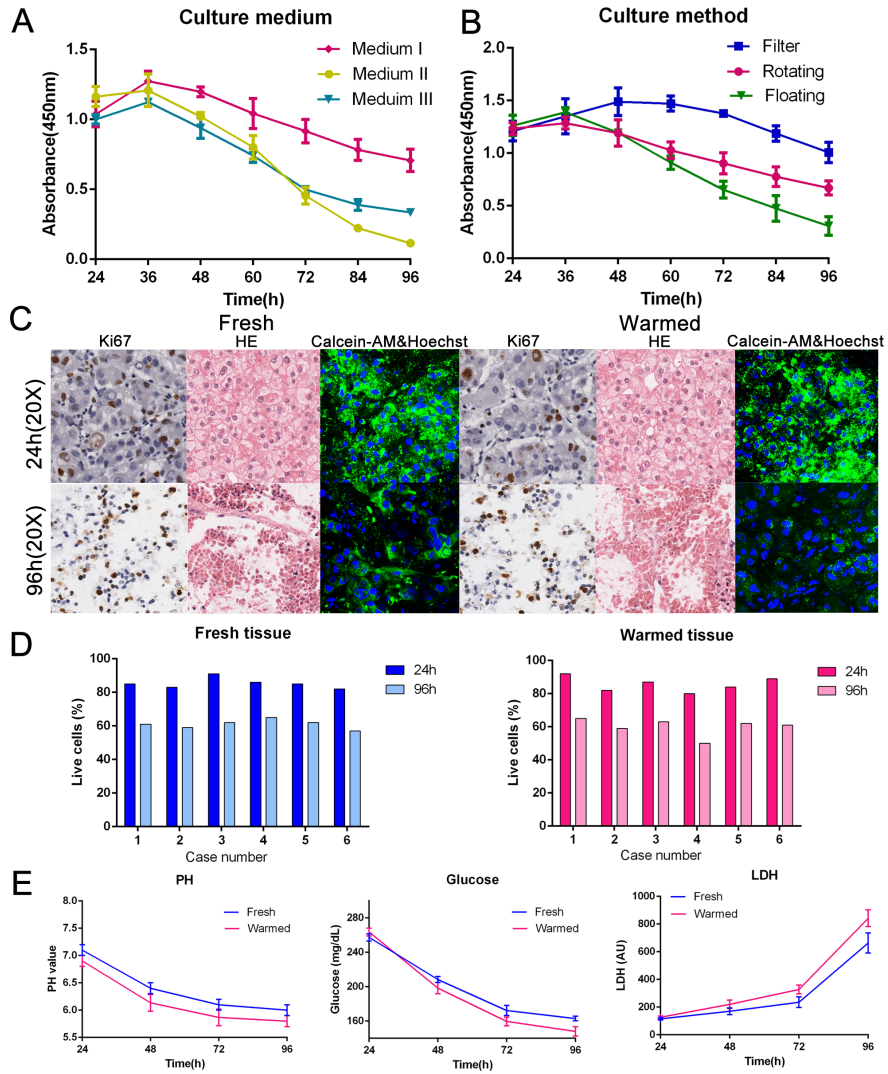 A
Culture medium
Absorbance(450nm)
1.5
1.0
0.5
0.0
24 36 48 60 72 84 96
Time(h)
Medium I
Medium II
Meduim III
B
Culture method
Absorbance(450nm)
2.0
1.5
1.0
0.5
0.0
24 36 48 60 72 84 96
Time(h)
Filter
Rotating
Floating
C
Fresh Warmed
Ki67 HE Calcein-AM&Hoechst Ki67 HE Calcein-AM&Hoechst
24h(20X)
96h(20X)
D
Fresh tissue
Live cells (%)
100
80
60
40
20
0
1 2 3 4 5 6
Case number
24h
96h
Warmed tissue
Live cells (%)
100
80
60
40
20
0
1 2 3 4 5 6
Case number
24h
96h
E
PH
PH value
8.0
7.5
7.0
6.5
6.0
5.5
24 48 72 96
Time(h)
Fresh
Warmed
Glucose
Glucose (mg/dL)
260
210
160
24 48 72 96
Time(h)
Fresh
Warmed
LDH
LDH (AU)
1000
800
600
400
200
0
24 48 72 96
Time(h)
Fresh
Warmed